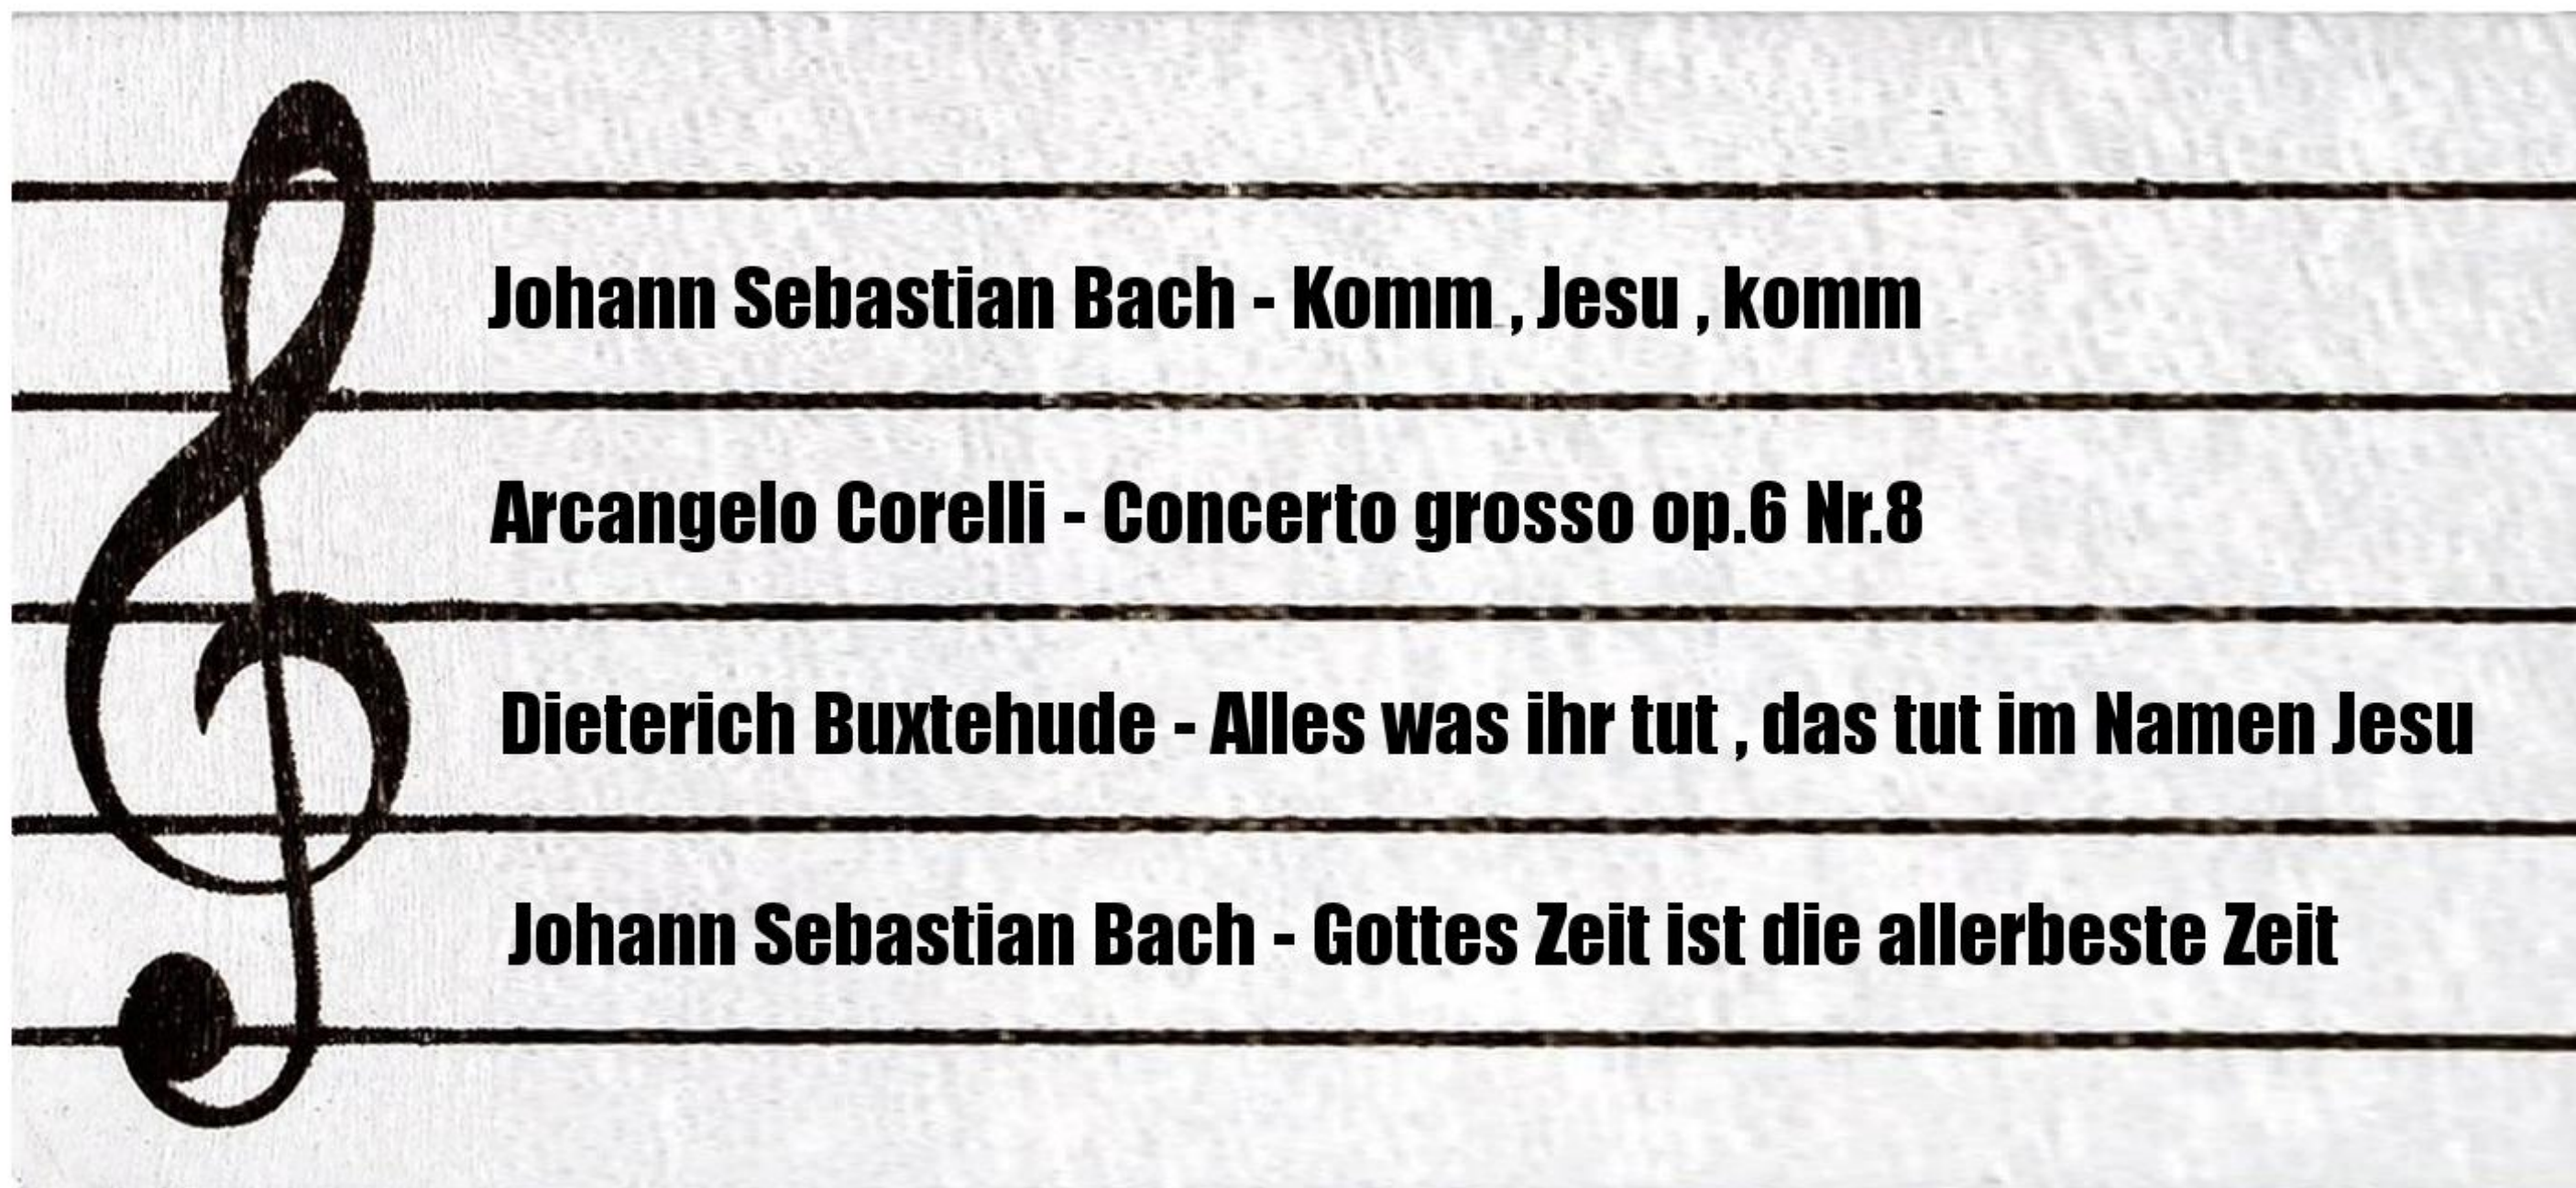 Johann Sebastian Bach - Komm , Jesu , komm
Arcangelo Corelli - Concerto grosso op.6 Nr.8
Dieterich Buxtehude - Alles was ihr tut , das tut im Namen Jesu
Johann Sebastian Bach - Gottes Zeit ist die allerbeste Zeit